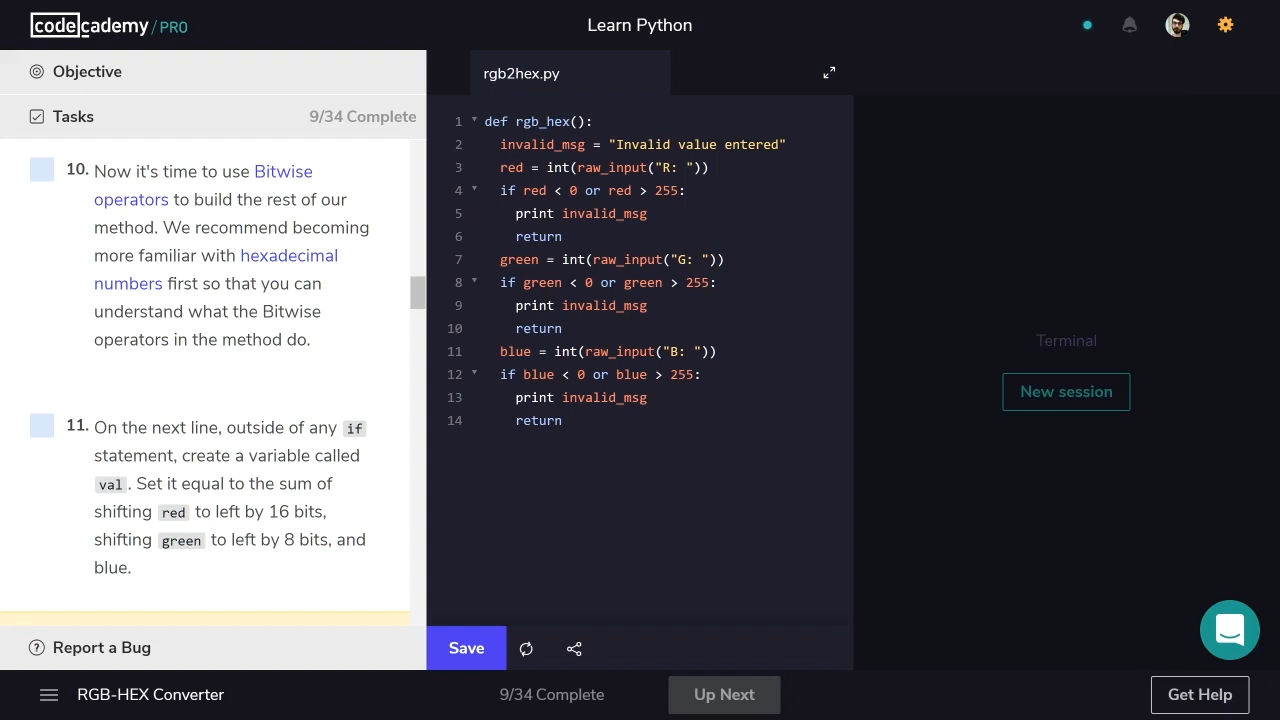 codecademy / PRO
Learn Python
Objective
rgb2hex.py
Tasks
9/34 Complete
10. Now it's time to use Bitwise
operators to build the rest of our
method. We recommend becoming
more familiar with hexadecimal
numbers first so that you can
understand what the Bitwise
operators in the method do.
11. On the next line, outside of any if
statement, create a variable called
val. Set it equal to the sum of
shifting red to left by 16 bits,
shifting green to left by 8 bits, and
blue.
1 def rgb_hex():
2   invalid_msg = "Invalid value entered"
3   red = int(raw_input("R: "))
4   if red < 0 or red > 255:
5     print invalid_msg
6     return
7   green = int(raw_input("G: "))
8   if green < 0 or green > 255:
9     print invalid_msg
10     return
11   blue = int(raw_input("B: "))
12   if blue < 0 or blue > 255:
13     print invalid_msg
14     return
Terminal
New session
Report a Bug
Save
RGB-HEX Converter
9/34 Complete
Up Next
Get Help